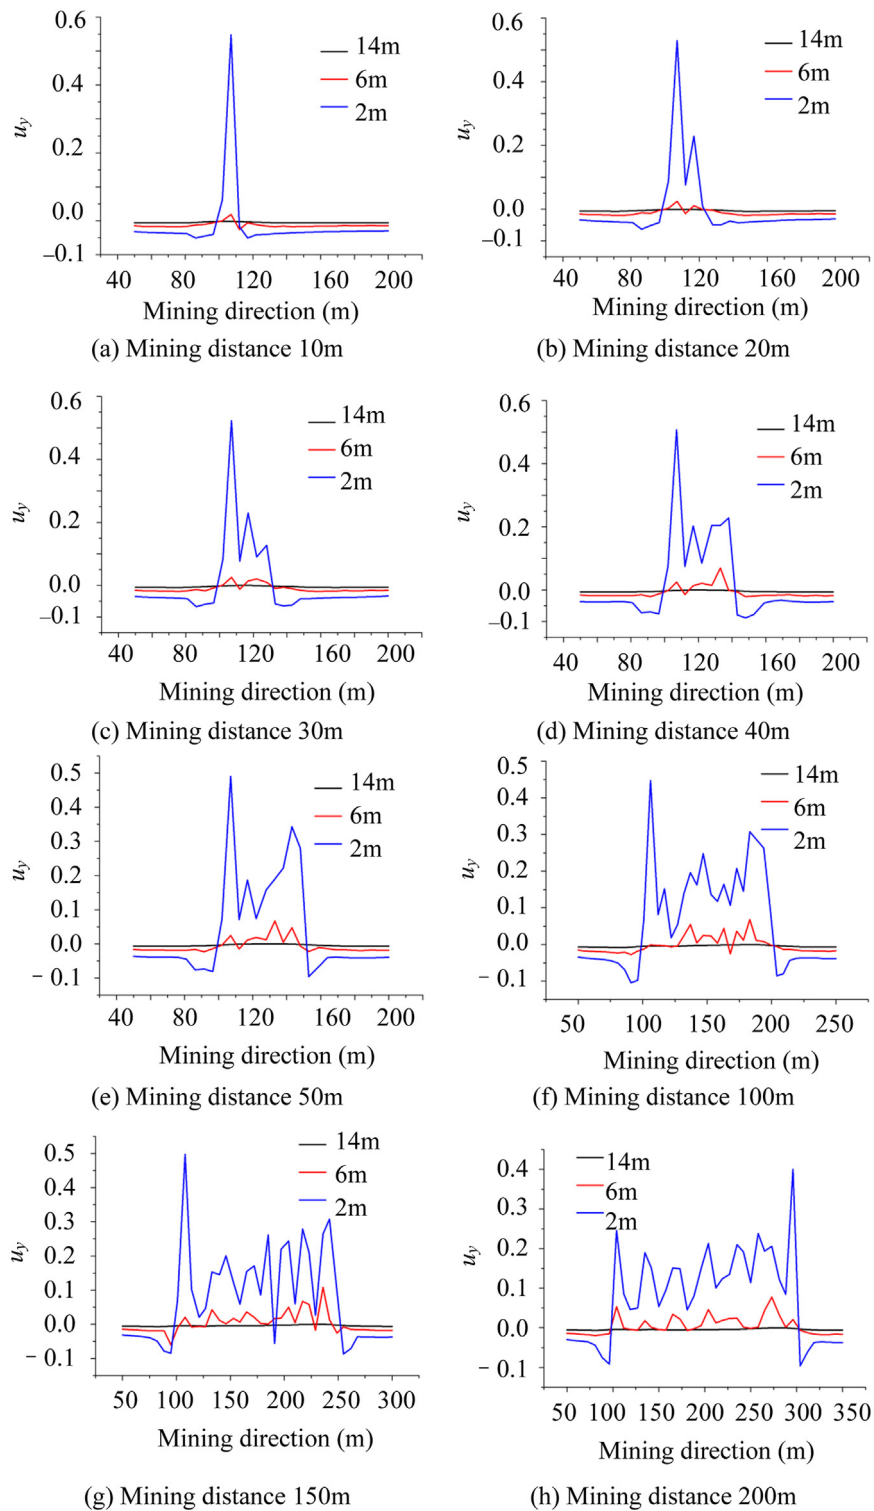 0.6
0.4
0.2
0.0
–0.1
u_y
14m
6m
2m
40 80 120 160 200
Mining direction (m)
(a) Mining distance 10m
0.6
0.4
0.2
0.0
–0.1
u_y
14m
6m
2m
40 80 120 160 200
Mining direction (m)
(b) Mining distance 20m
0.6
0.4
0.2
0.0
–0.1
u_y
14m
6m
2m
40 80 120 160 200
Mining direction (m)
(c) Mining distance 30m
0.6
0.4
0.2
0.0
–0.1
u_y
14m
6m
2m
40 80 120 160 200
Mining direction (m)
(d) Mining distance 40m
0.5
0.4
0.3
0.2
0.1
0.0
– 0.1
u_y
14m
6m
2m
40 80 120 160 200
Mining direction (m)
(e) Mining distance 50m
0.5
0.4
0.3
0.2
0.1
0.0
– 0.1
u_y
14m
6m
2m
50 100 150 200 250
Mining direction (m)
(f) Mining distance 100m
0.5
0.4
0.3
0.2
0.1
0.0
– 0.1
u_y
14m
6m
2m
50 100 150 200 250 300
Mining direction (m)
(g) Mining distance 150m
0.4
0.3
0.2
0.1
0.0
– 0.1
u_y
14m
6m
2m
50 100 150 200 250 300 350
Mining direction (m)
(h) Mining distance 200m